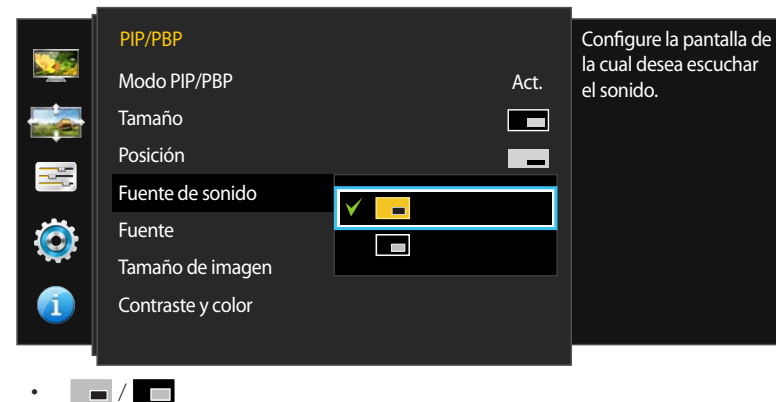 PIP/PBP
Modo PIP/PBP Act.
Tamaño
Posición
Fuente de sonido
Fuente
Tamaño de imagen
Contraste y color
Configure la pantalla de
la cual desea escuchar
el sonido.
• /